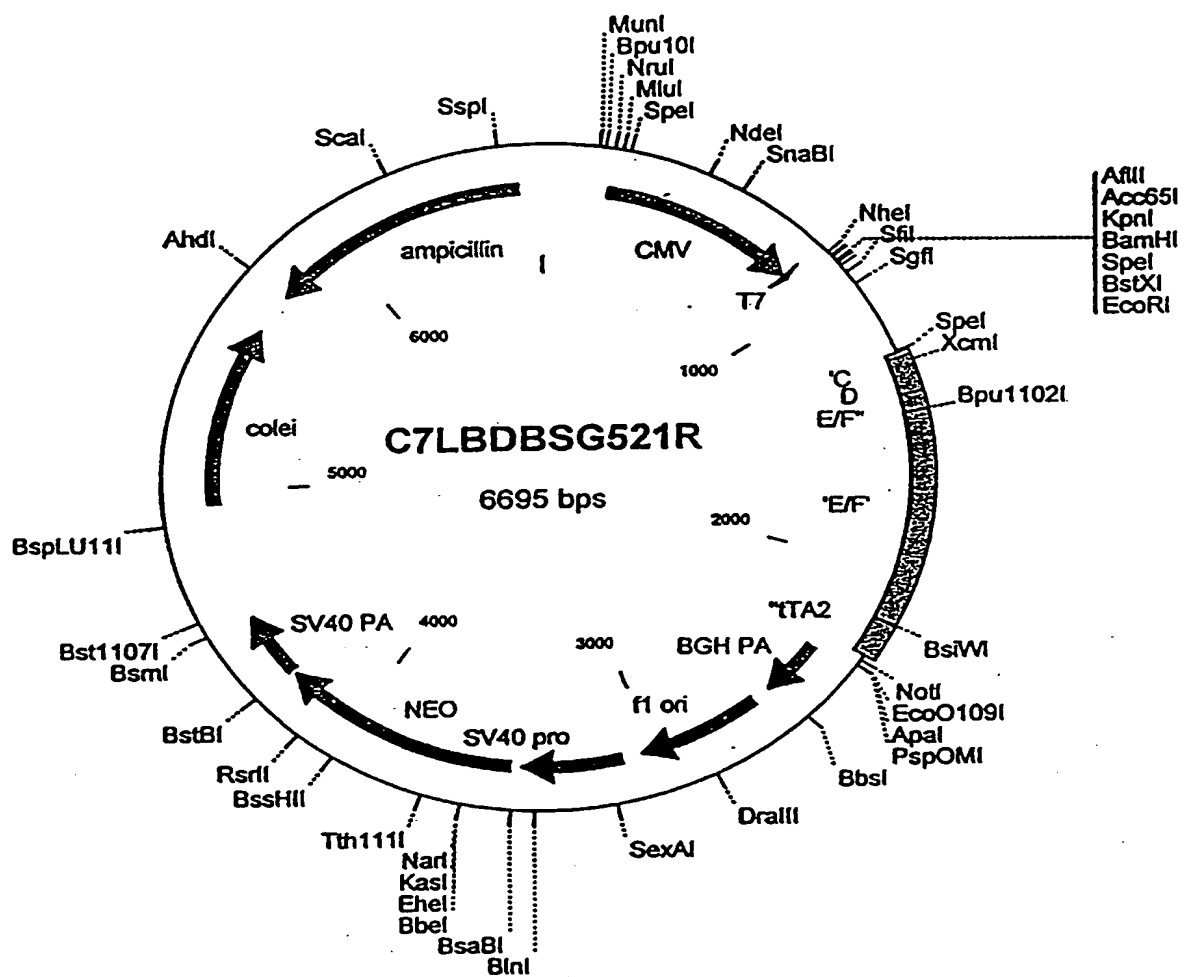 MunI
Bpu10I
NruI
MluI
SpeI
SspI
ScaI
NdeI
SnaBI
AflII
Acc65I
KpnI
BamHI
SpeI
BstXI
EcoRI
NheI
SfiI
SgfI
AhdI
ampicillin
I
CMV
T7
6000
1000
SpeI
XcmI
"C
D
E/F"
Bpu1102I
colei
C7LBDBSG521R
5000
6695 bps
"E/F"
2000
BspLU11I
SV40 PA
4000
3000
"tTA2
BGH PA
BsiWI
Bst1107I
BsmI
NotI
EcoO109I
ApaI
PspOMI
NEO
f1 ori
SV40 pro
BstBI
RsrII
BssHII
BbsI
DraIII
SexAI
Tth111I
NarI
KasI
EheI
BbeI
BsaBI
BlnI